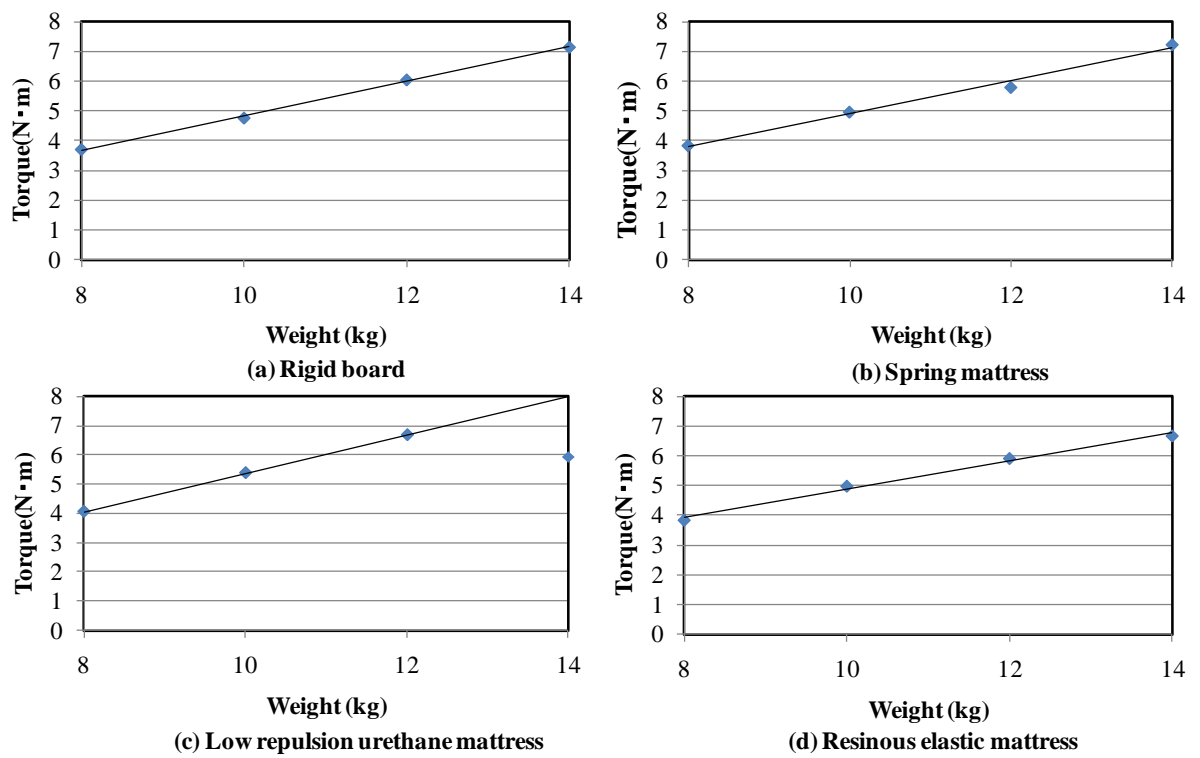 8
7
6
5
4
3
2
1
0
Torque(N▪m)
8 10 12 14
Weight (kg)
(a) Rigid board
8
7
6
5
4
3
2
1
0
Torque(N▪m)
8 10 12 14
Weight (kg)
(b) Spring mattress
8
7
6
5
4
3
2
1
0
Torque(N▪m)
8 10 12 14
Weight (kg)
(c) Low repulsion urethane mattress
8
7
6
5
4
3
2
1
0
Torque(N▪m)
8 10 12 14
Weight (kg)
(d) Resinous elastic mattress